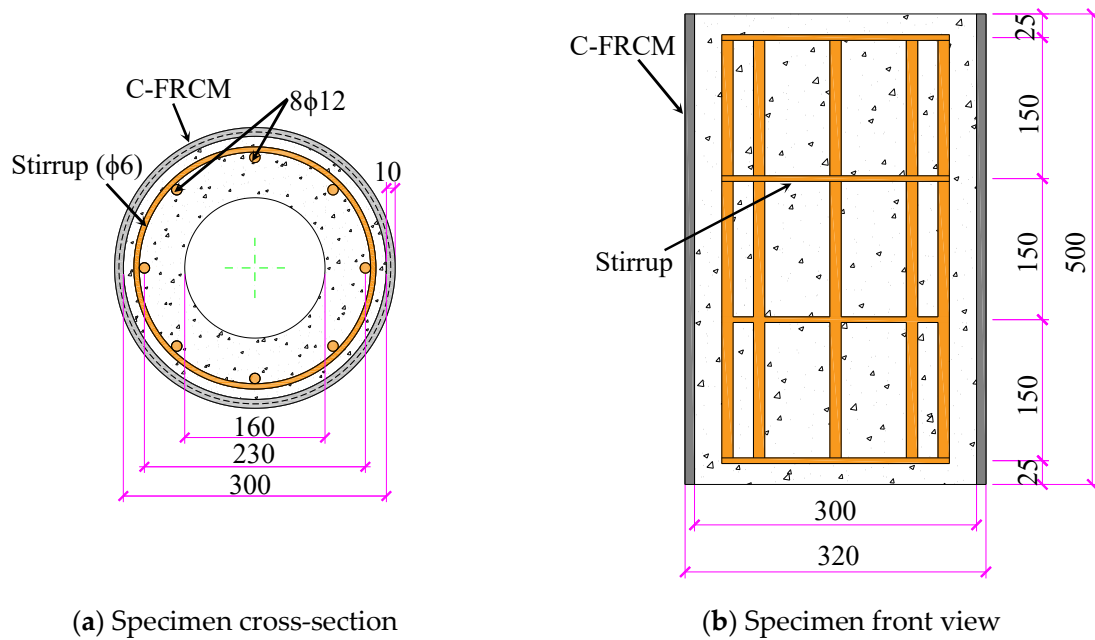 C-FRCM
8ϕ12
Stirrup (ϕ6)
10
160
230
300
(a) Specimen cross-section
C-FRCM
Stirrup
25
150
150
150
25
500
300
320
(b) Specimen front view